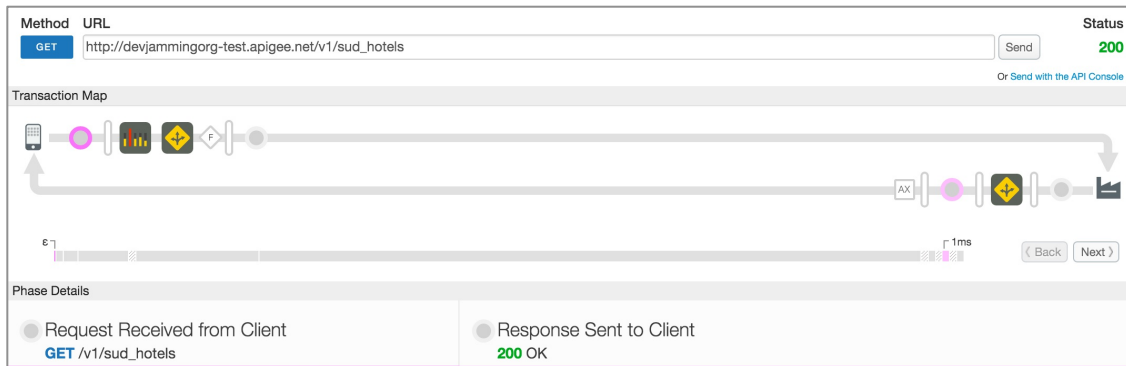 Method URL Status
GET http://devjammingorg-test.apigee.net/v1/sud_hotels Send 200
Or Send with the API Console
Transaction Map
F
AX
ε 1ms 《 Back Next 》
Phase Details
Request Received from Client Response Sent to Client
GET /v1/sud_hotels 200 OK